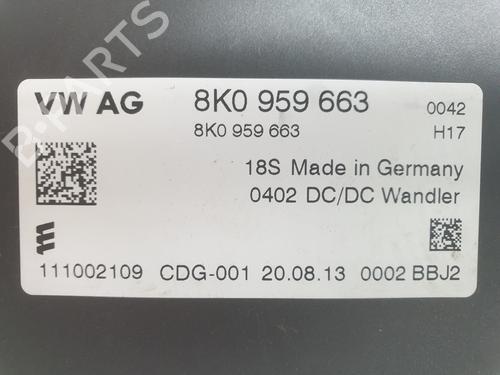 B-PARTS
VW AG 8K0 959 663 0042
8K0 959 663 H17
18S Made in Germany
0402 DC/DC Wandler
111002109 CDG-001 20.08.13 0002 BBJ2